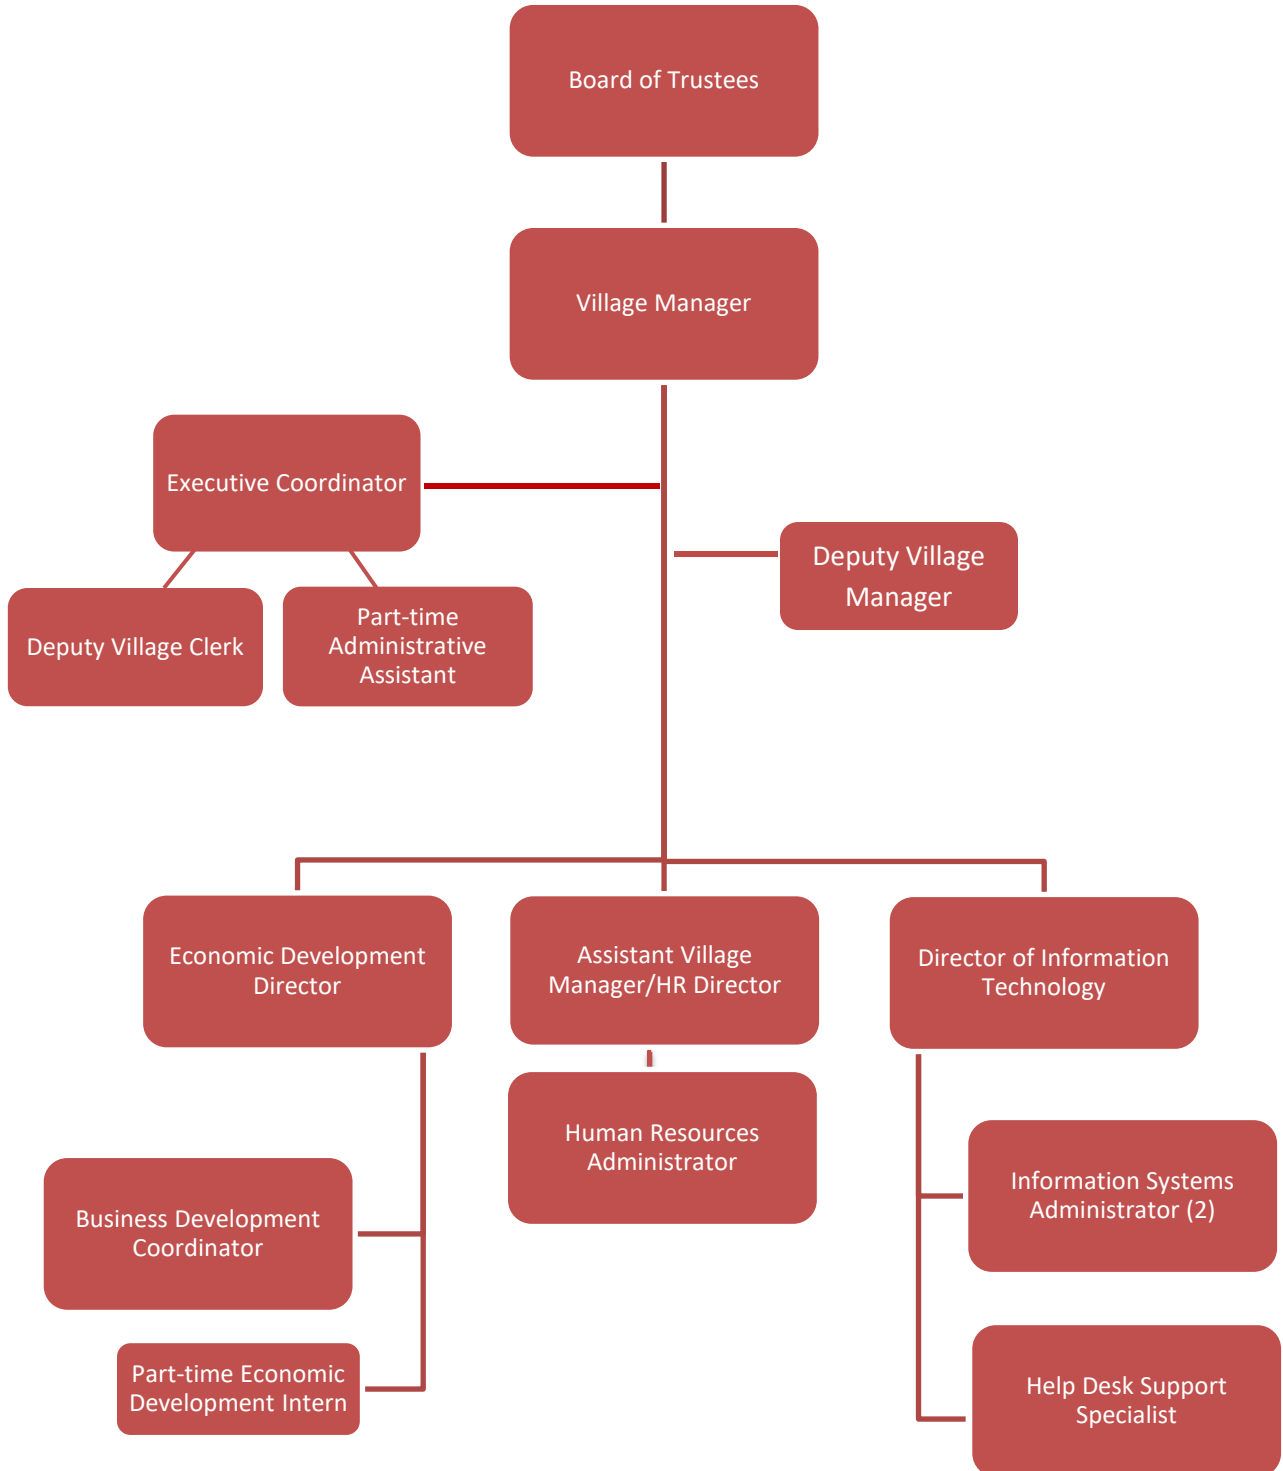 Board of Trustees
Village Manager
Executive Coordinator
Deputy Village
Manager
Deputy Village Clerk
Part-time
Administrative
Assistant
Economic Development
Director
Assistant Village
Manager/HR Director
Director of Information
Technology
Human Resources
Administrator
Information Systems
Administrator (2)
Business Development
Coordinator
Part-time Economic
Development Intern
Help Desk Support
Specialist